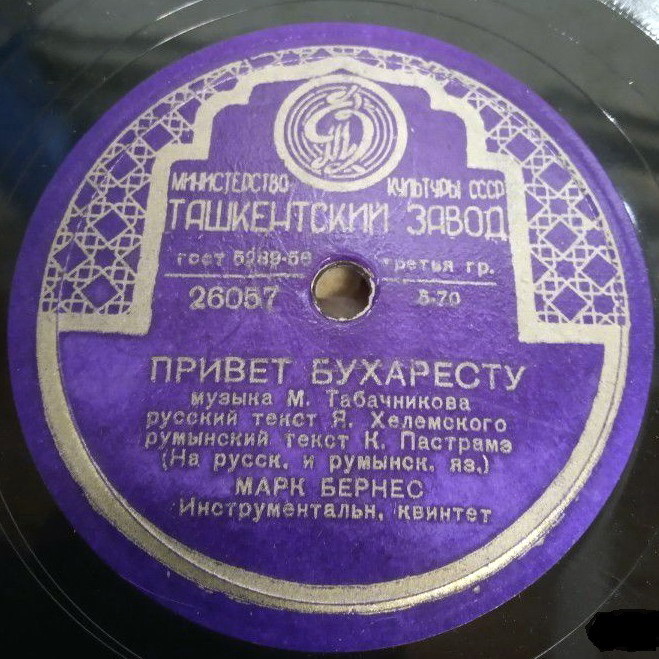 МИНИСТЕРСТВО КУЛЬТУРЫ СССР
ТАШКЕНТСКИЙ ЗАВОД
гост 5289-56 третья гр.
26057 5-70
ПРИВЕТ БУХАРЕСТУ
музыка М. Табачникова
русский текст Я. Хелемского
румынский текст К. Пастрамэ
(На русск. и румынск. яз.)
МАРК БЕРНЕС
Инструментальн, квинтет